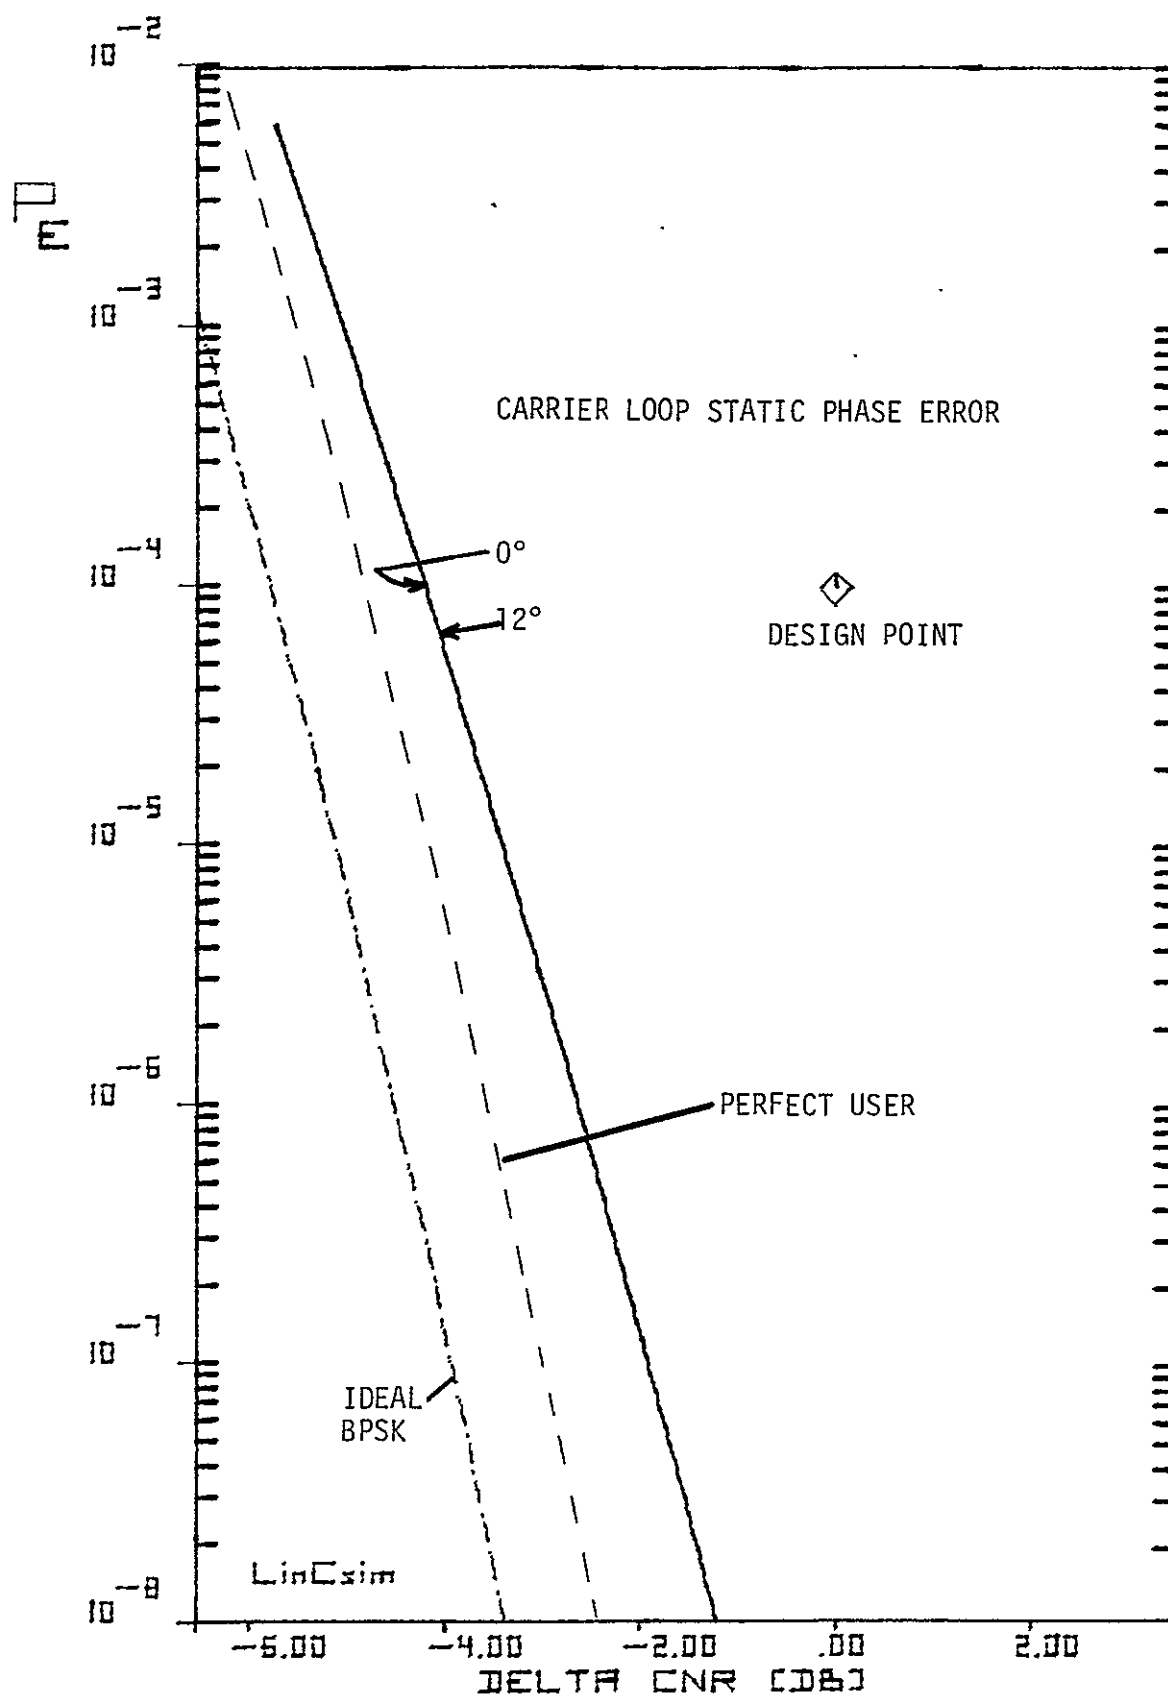 10^-2
P_E
10^-3
CARRIER LOOP STATIC PHASE ERROR
0°
10^-4
12°
DESIGN POINT
10^-5
10^-6
PERFECT USER
10^-7
IDEAL
BPSK
LinCsim
10^-8
-6.00 -4.00 -2.00 .00 2.00
DELTA CNR [DB]